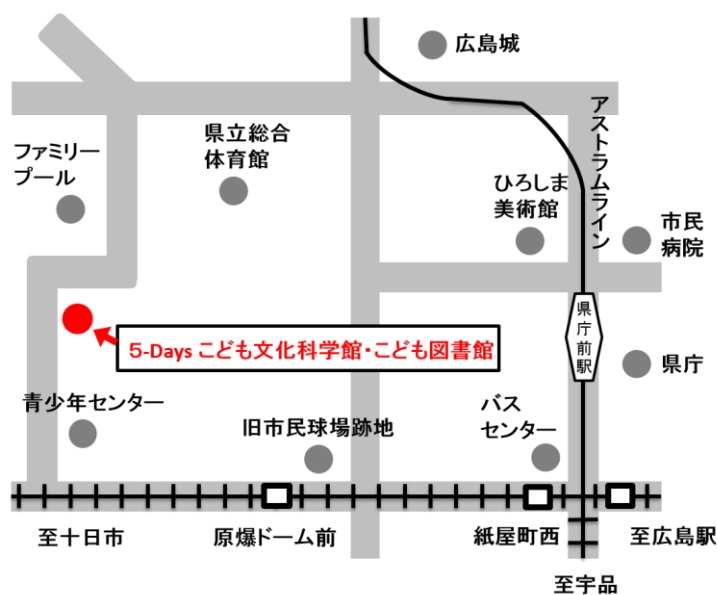 広島城
アストラムライン
県立総合
体育館
ファミリー
プール
ひろしま
美術館
市民
病院
県庁前駅
5-Days こども文化科学館・こども図書館
県庁
青少年センター
バス
センター
旧市民球場跡地
至十日市
原爆ドーム前
紙屋町西
至広島駅
至宇品